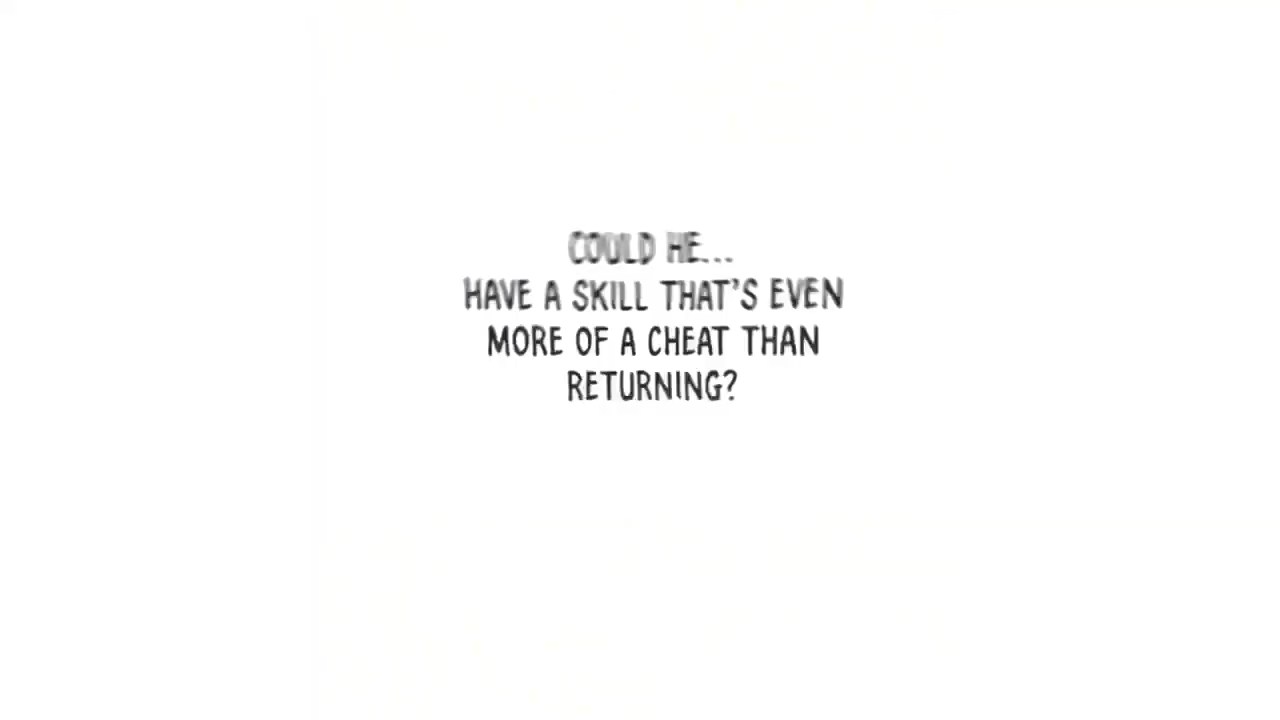 COULD HE...
HAVE A SKILL THAT'S EVEN
MORE OF A CHEAT THAN
RETURNING?